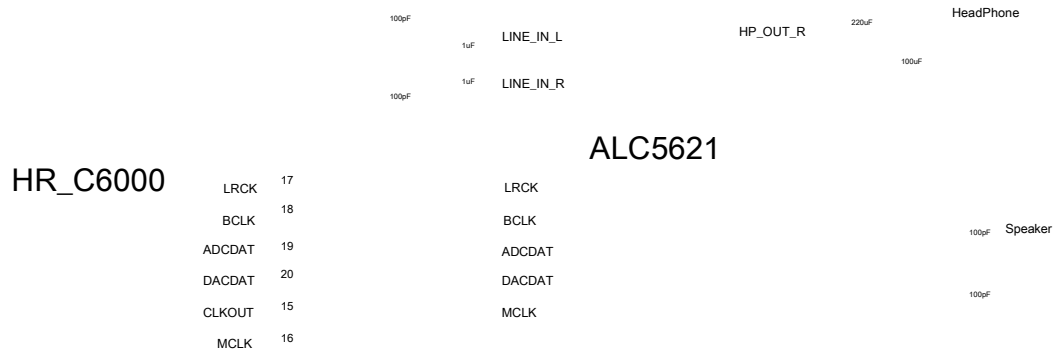 100pF
HeadPhone
HP_OUT_R
220uF
LINE_IN_L
1uF
100uF
1uF
LINE_IN_R
100pF
ALC5621
HR_C6000
LRCK 17
LRCK
BCLK 18
BCLK
100pF Speaker
ADCDAT 19
ADCDAT
DACDAT 20
DACDAT
100pF
CLKOUT 15
MCLK
MCLK 16